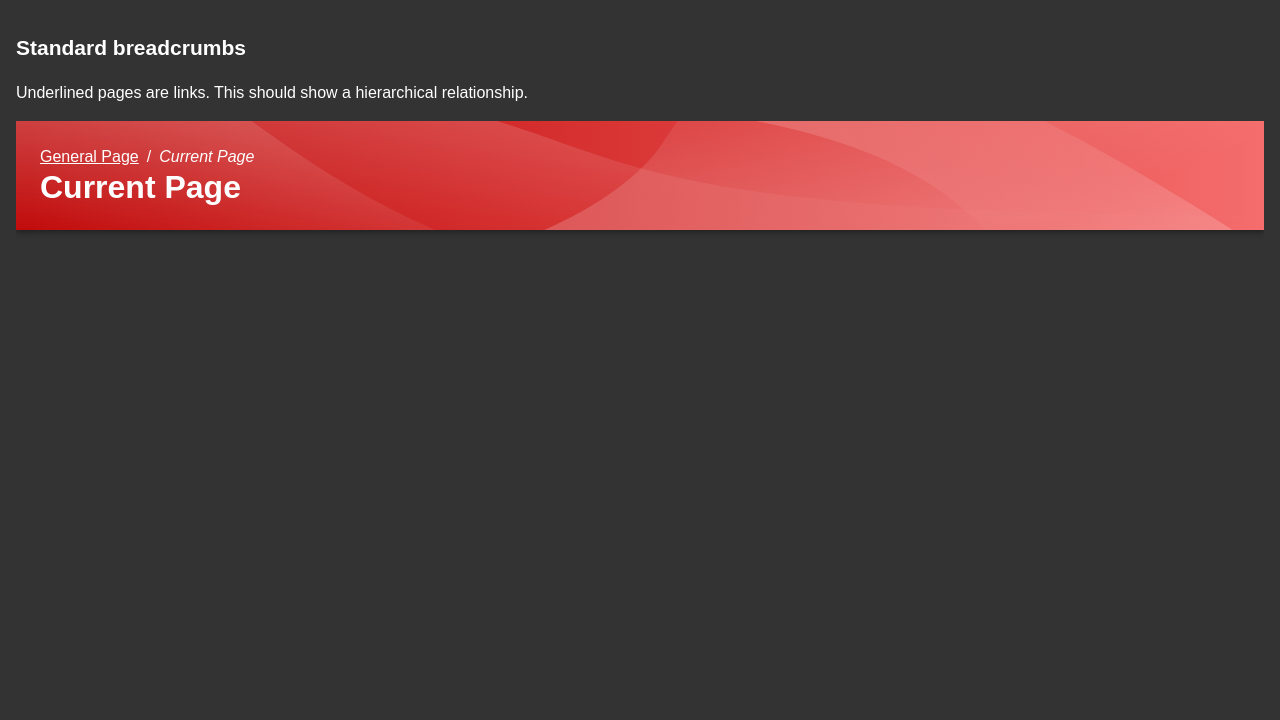 Standard breadcrumbs
Underlined pages are links. This should show a hierarchical relationship.
General Page / Current Page
Current Page